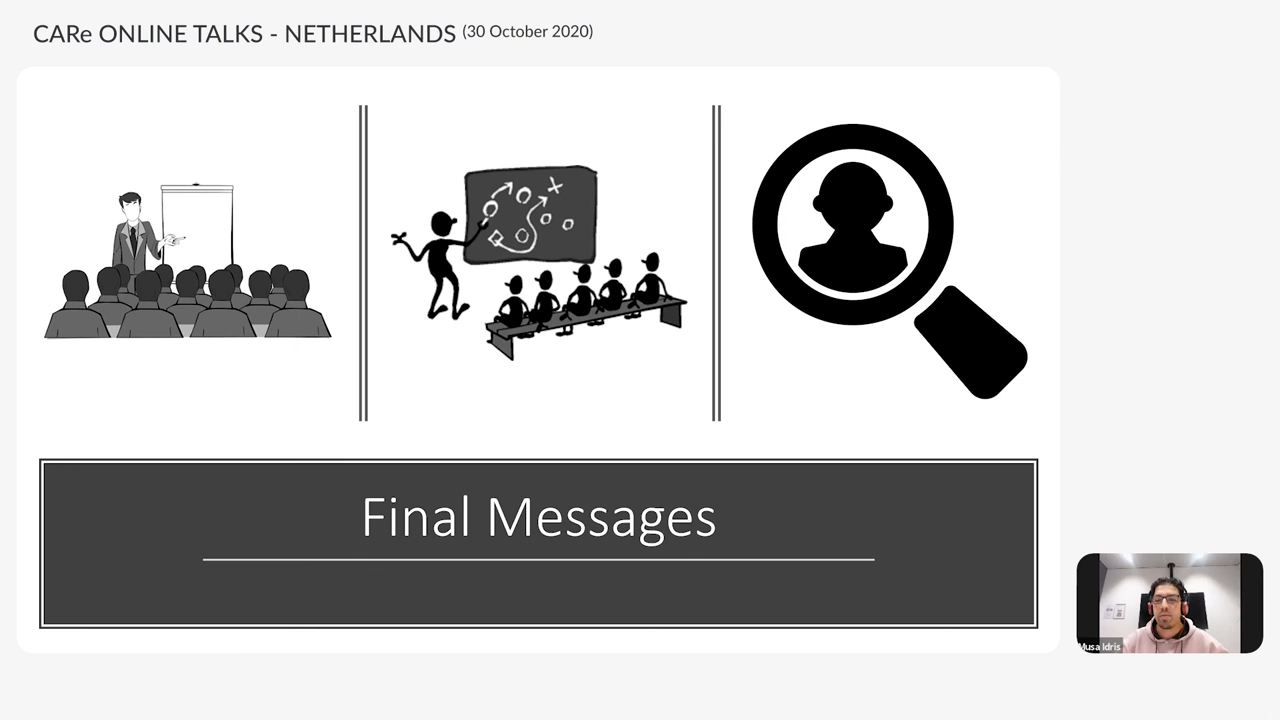 CARe ONLINE TALKS - NETHERLANDS (30 October 2020)
Final Messages
Musa Idris